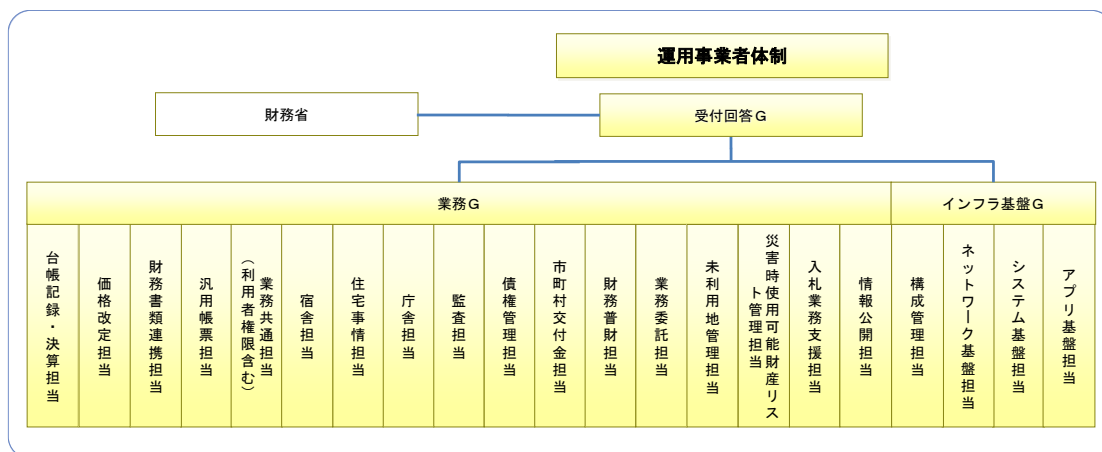 運用事業者体制
財務省
受付回答G
業務G
インフラ基盤G
台帳記録・決算担当
価格改定担当
財務書類連携担当
汎用帳票担当
業務共通担当
（利用者権限含む）
宿舎担当
住宅事情担当
庁舎担当
監査担当
債権管理担当
市町村交付金担当
財務普財担当
業務委託担当
未利用地管理担当
災害時使用可能財産リス
ト管理担当
入札業務支援担当
情報公開担当
構成管理担当
ネットワーク基盤担当
システム基盤担当
アプリ基盤担当